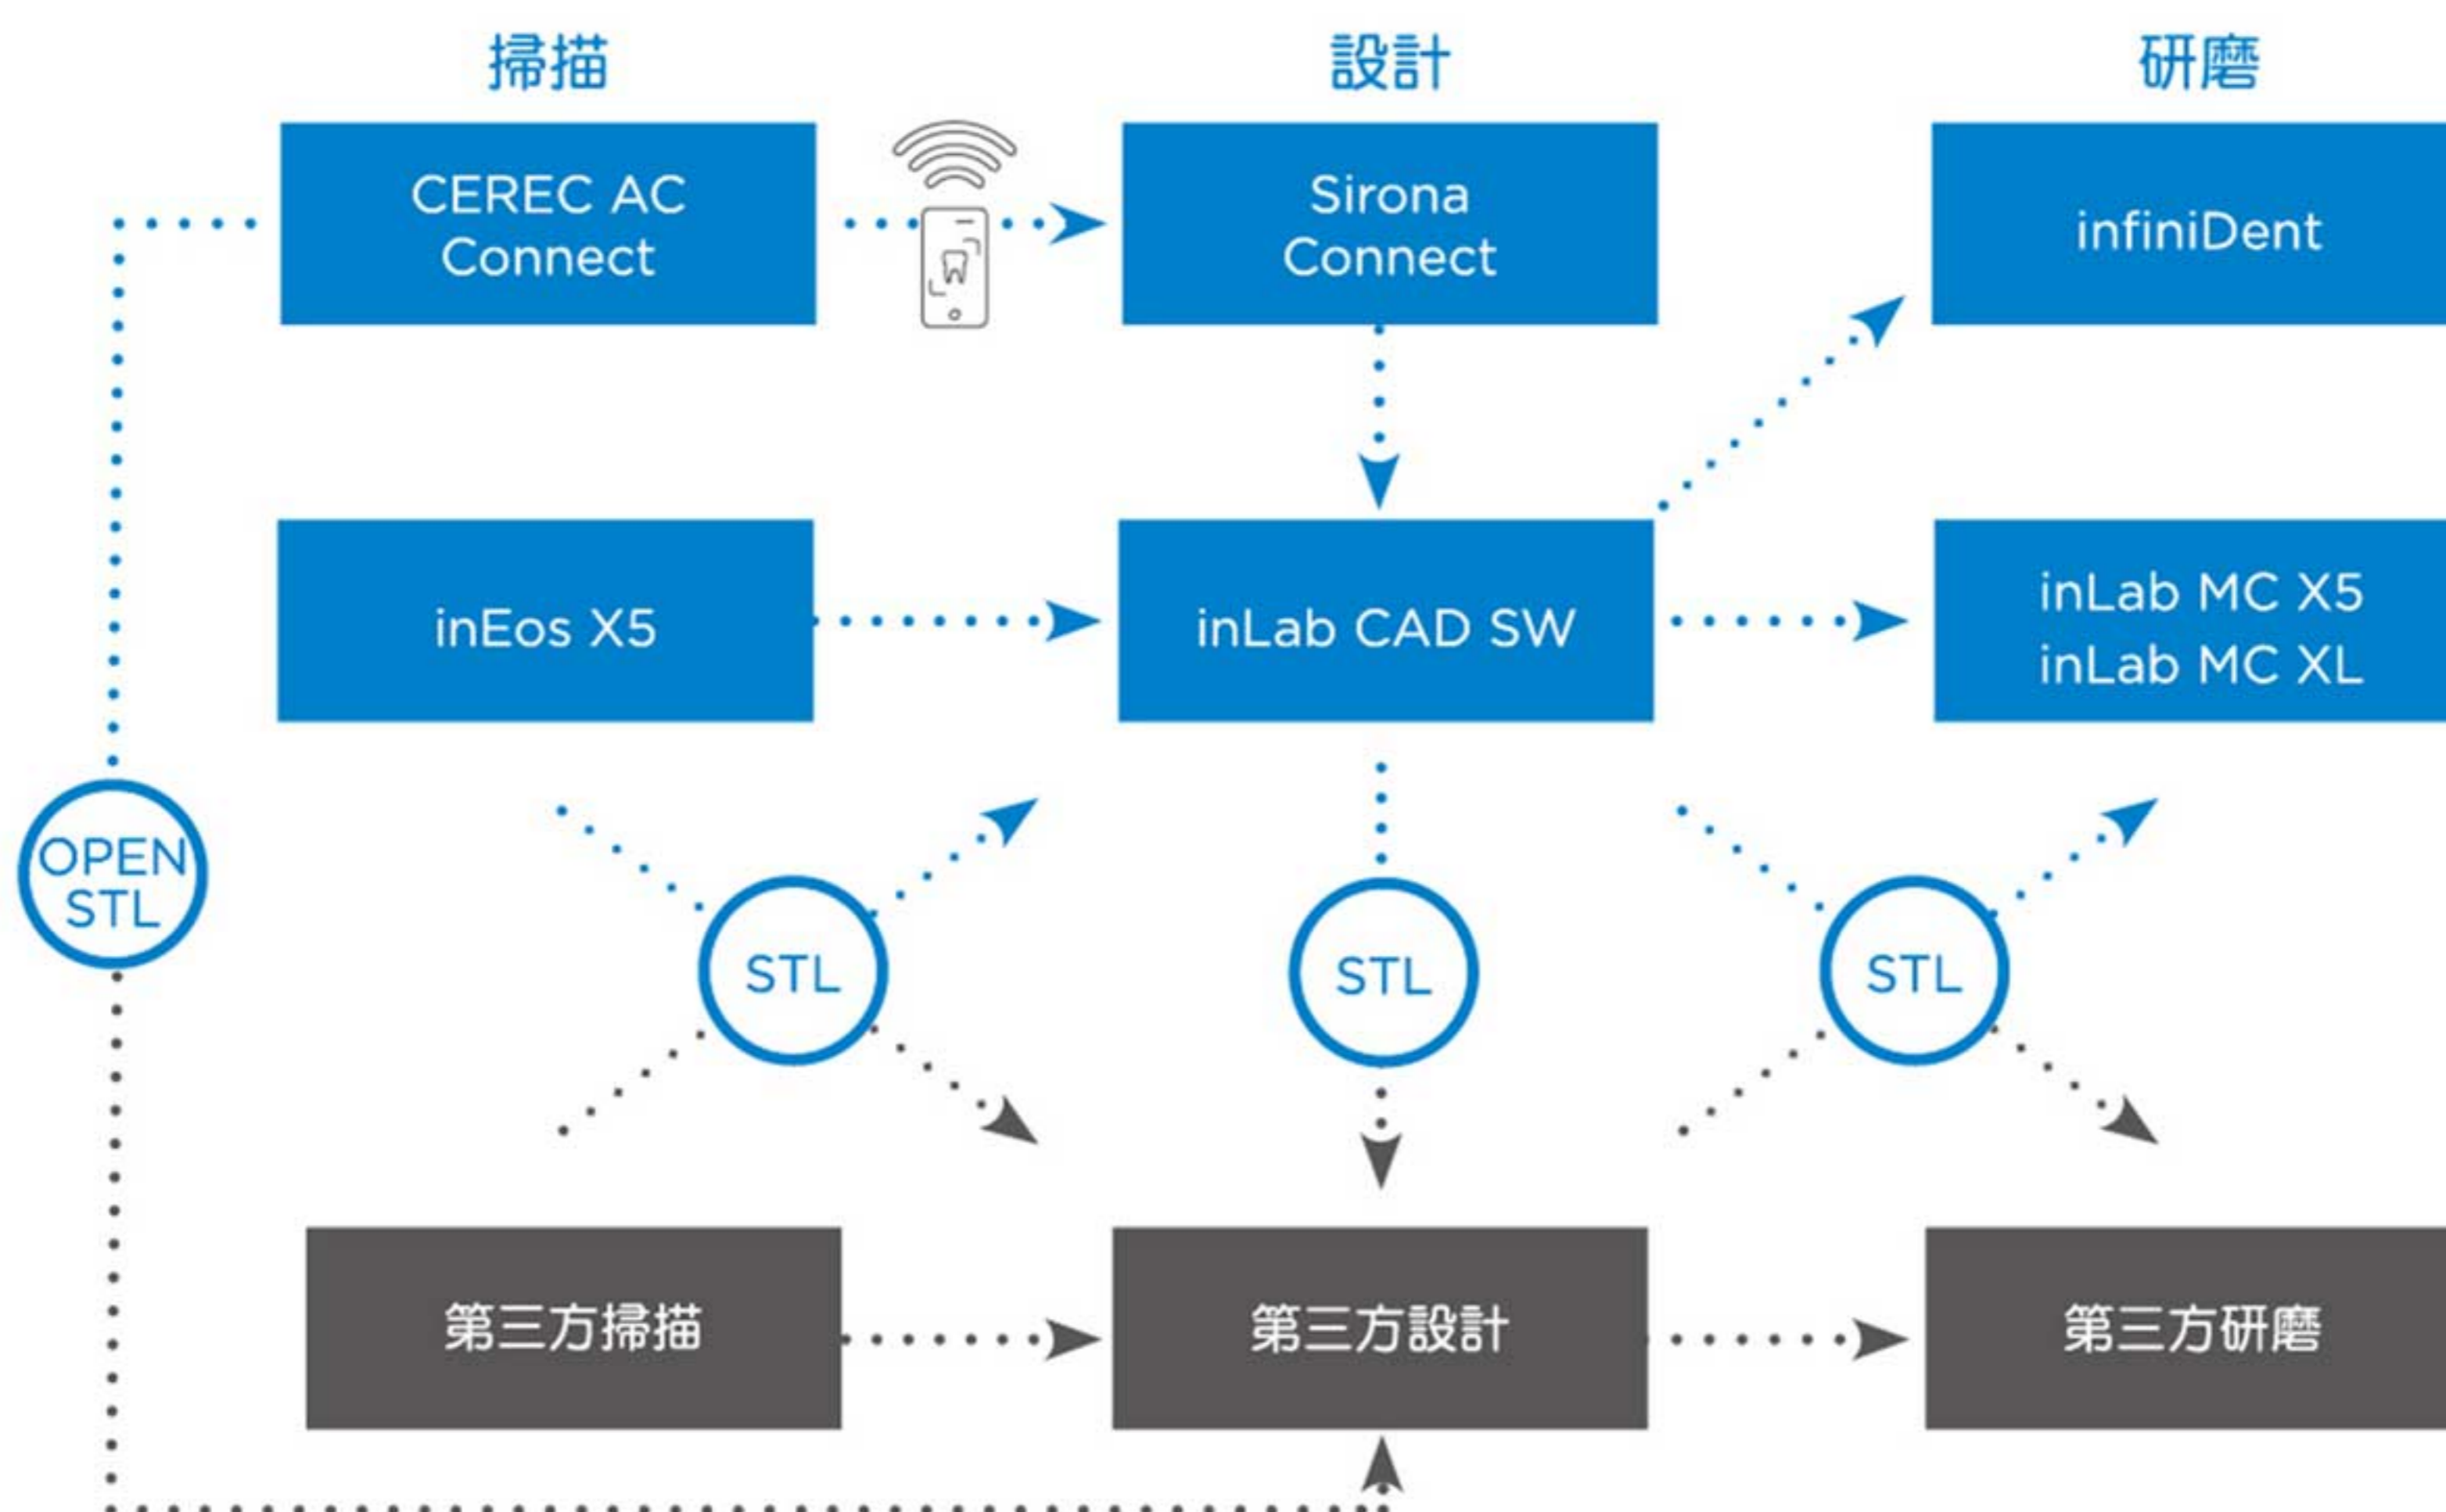 掃描
設計
研磨
CEREC AC
Connect
Sirona
Connect
infiniDent
inEos X5
inLab CAD SW
inLab MC X5
inLab MC XL
OPEN
STL
STL
STL
STL
第三方掃描
第三方設計
第三方研磨